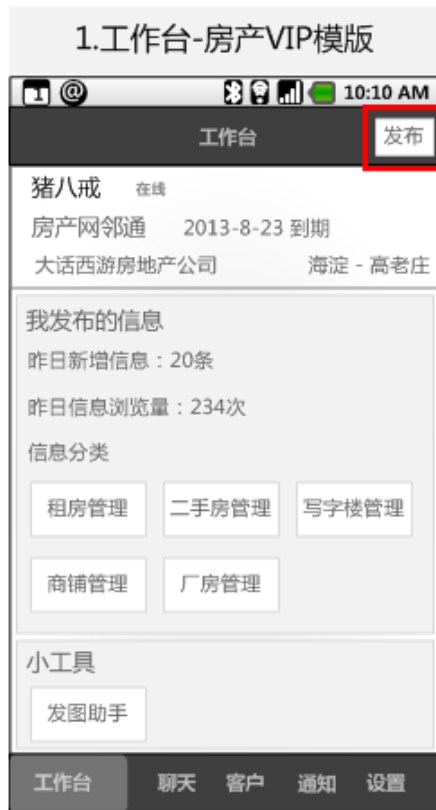 1.工作台-房产VIP模版
1 @ 10:10 AM
工作台 发布
猪八戒 在线
房产网邻通 2013-8-23 到期
大话西游房地产公司 海淀 - 高老庄
我发布的信息
昨日新增信息：20条
昨日信息浏览量：234次
信息分类
租房管理 二手房管理 写字楼管理
商铺管理 厂房管理
小工具
发图助手
工作台 聊天 客户 通知 设置